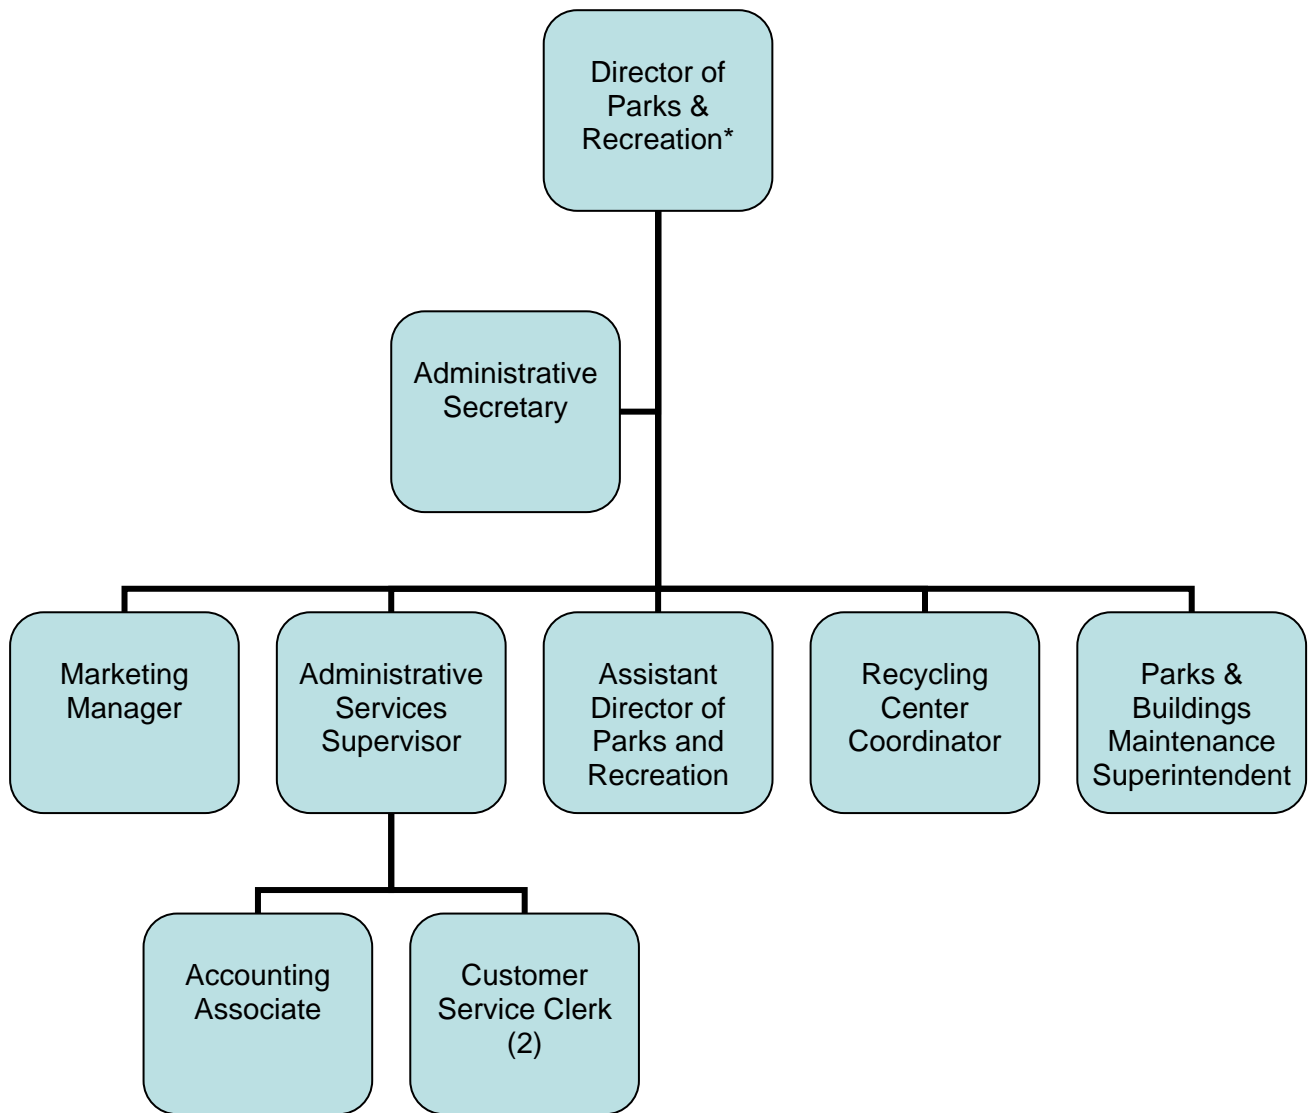 Director of
Parks &
Recreation*
Administrative
Secretary
Marketing
Manager
Administrative
Services
Supervisor
Assistant
Director of
Parks and
Recreation
Recycling
Center
Coordinator
Parks &
Buildings
Maintenance
Superintendent
Accounting
Associate
Customer
Service Clerk
(2)